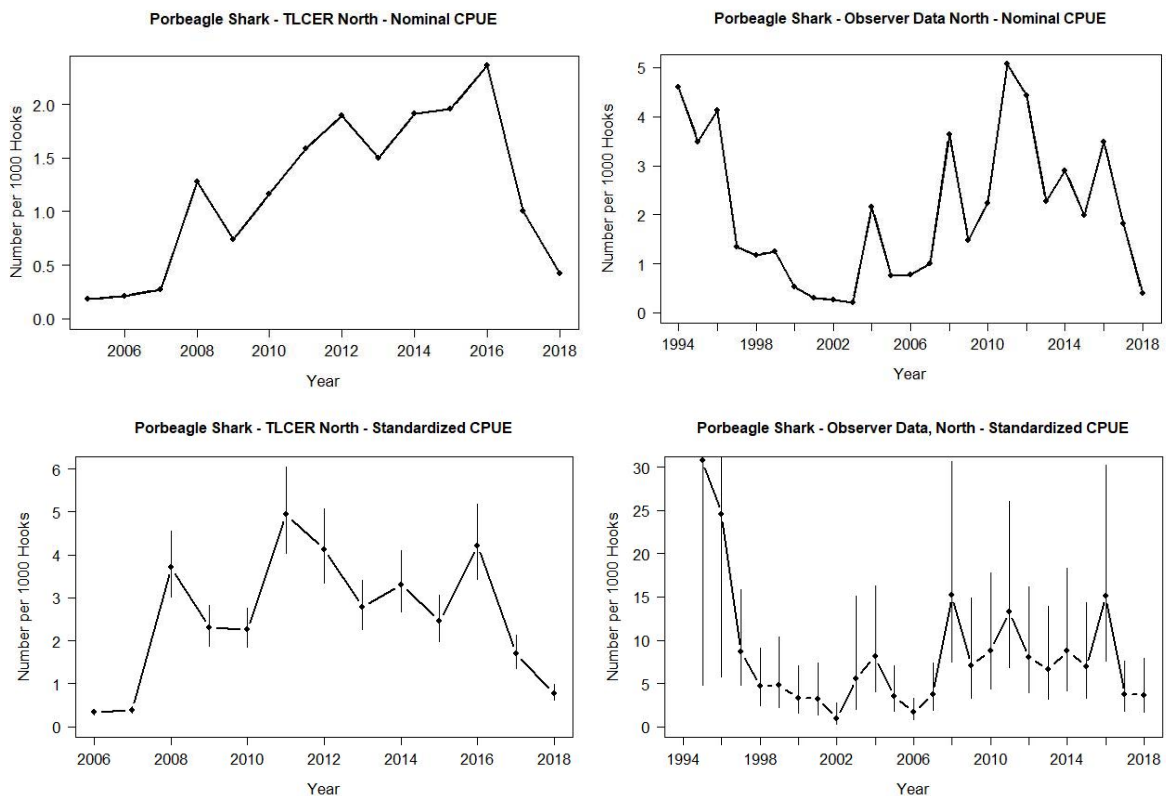 Porbeagle Shark - TLCER North - Nominal CPUE
Number per 1000 Hooks
2.0
1.5
1.0
0.5
0.0
2006 2008 2010 2012 2014 2016 2018
Year
Porbeagle Shark - Observer Data North - Nominal CPUE
Number per 1000 Hooks
5
4
3
2
1
0
1994 1998 2002 2006 2010 2014 2018
Year
Porbeagle Shark - TLCER North - Standardized CPUE
Number per 1000 Hooks
6
5
4
3
2
1
0
2006 2008 2010 2012 2014 2016 2018
Year
Porbeagle Shark - Observer Data, North - Standardized CPUE
Number per 1000 Hooks
30
25
20
15
10
5
0
1994 1998 2002 2006 2010 2014 2018
Year